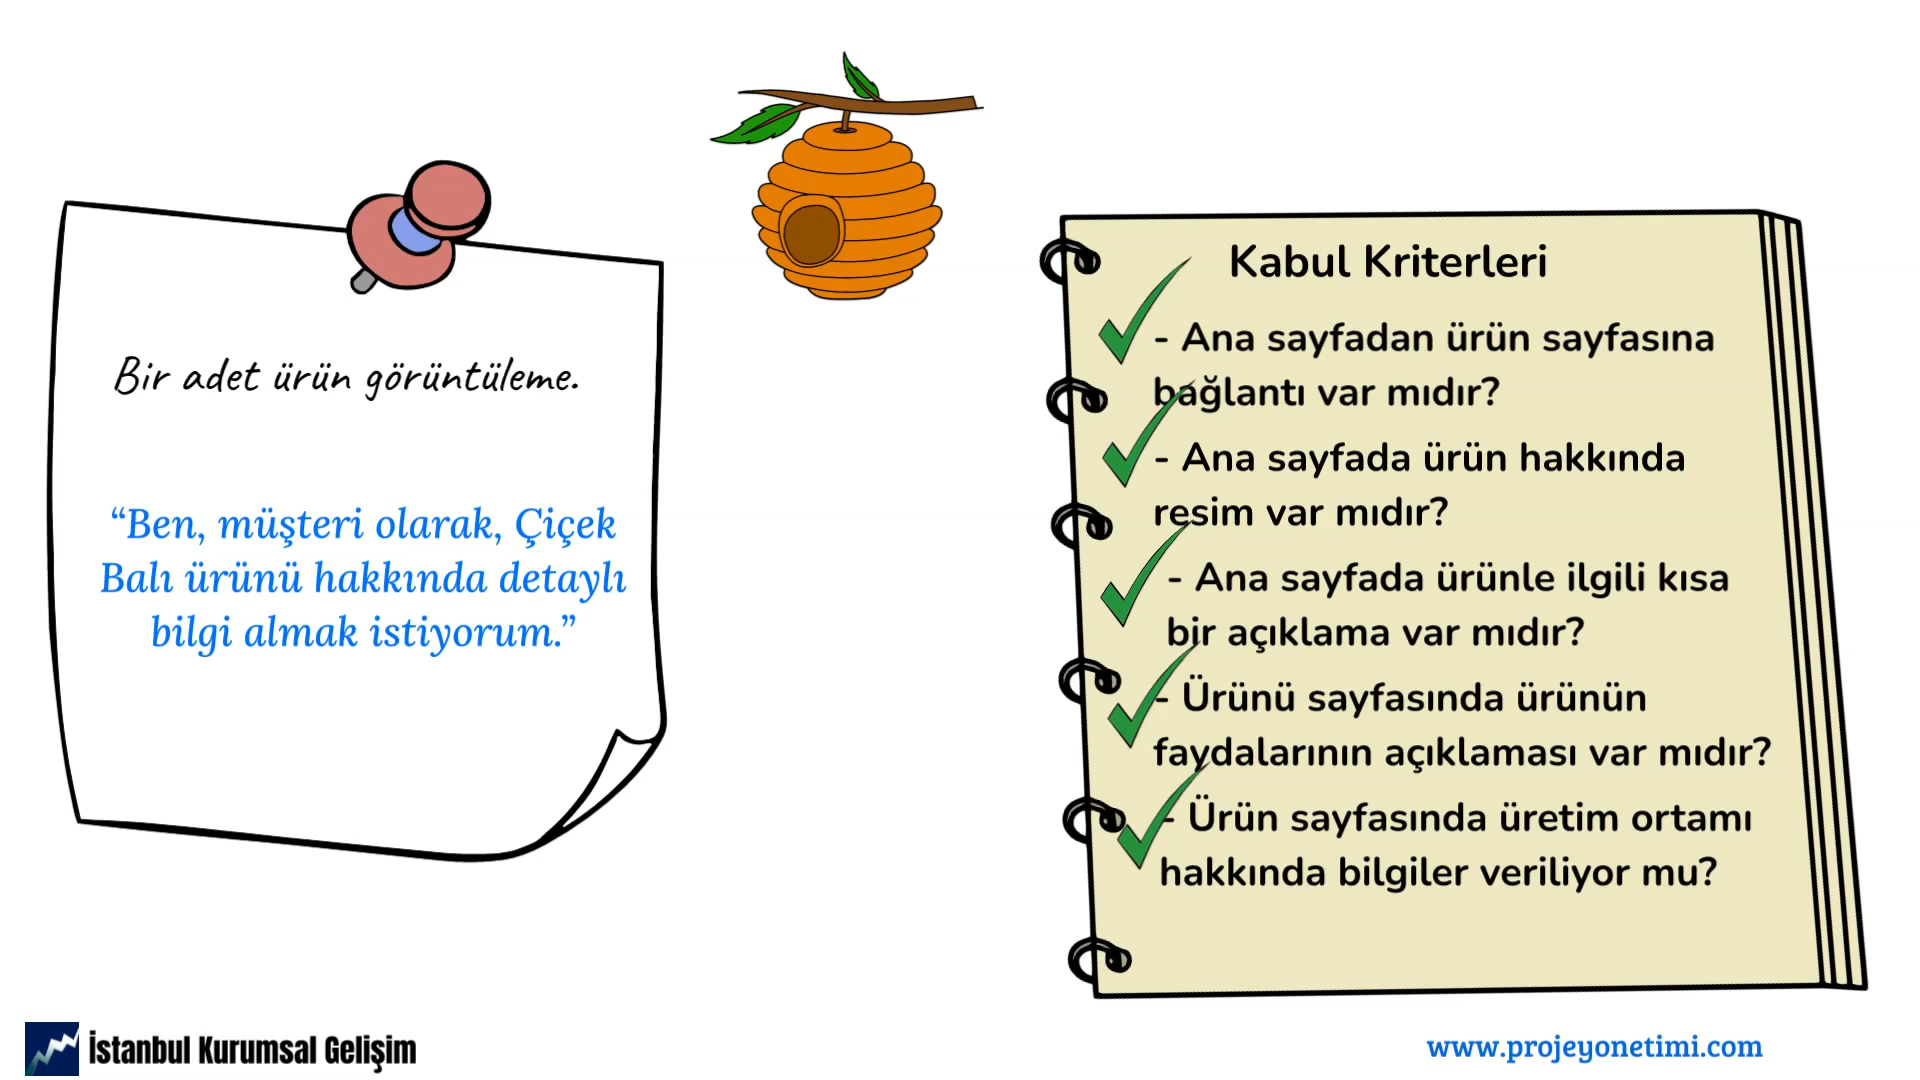 Bir adet ürün görüntüleme.
“Ben, müşteri olarak, Çiçek
Balı ürünü hakkında detaylı
bilgi almak istiyorum.”
Kabul Kriterleri
- Ana sayfadan ürün sayfasına
bağlantı var mıdır?
- Ana sayfada ürün hakkında
resim var mıdır?
- Ana sayfada ürünle ilgili kısa
bir açıklama var mıdır?
- Ürünü sayfasında ürünün
faydalarının açıklaması var mıdır?
- Ürün sayfasında üretim ortamı
hakkında bilgiler veriliyor mu?
İstanbul Kurumsal Gelişim
www.projeyonetimi.com